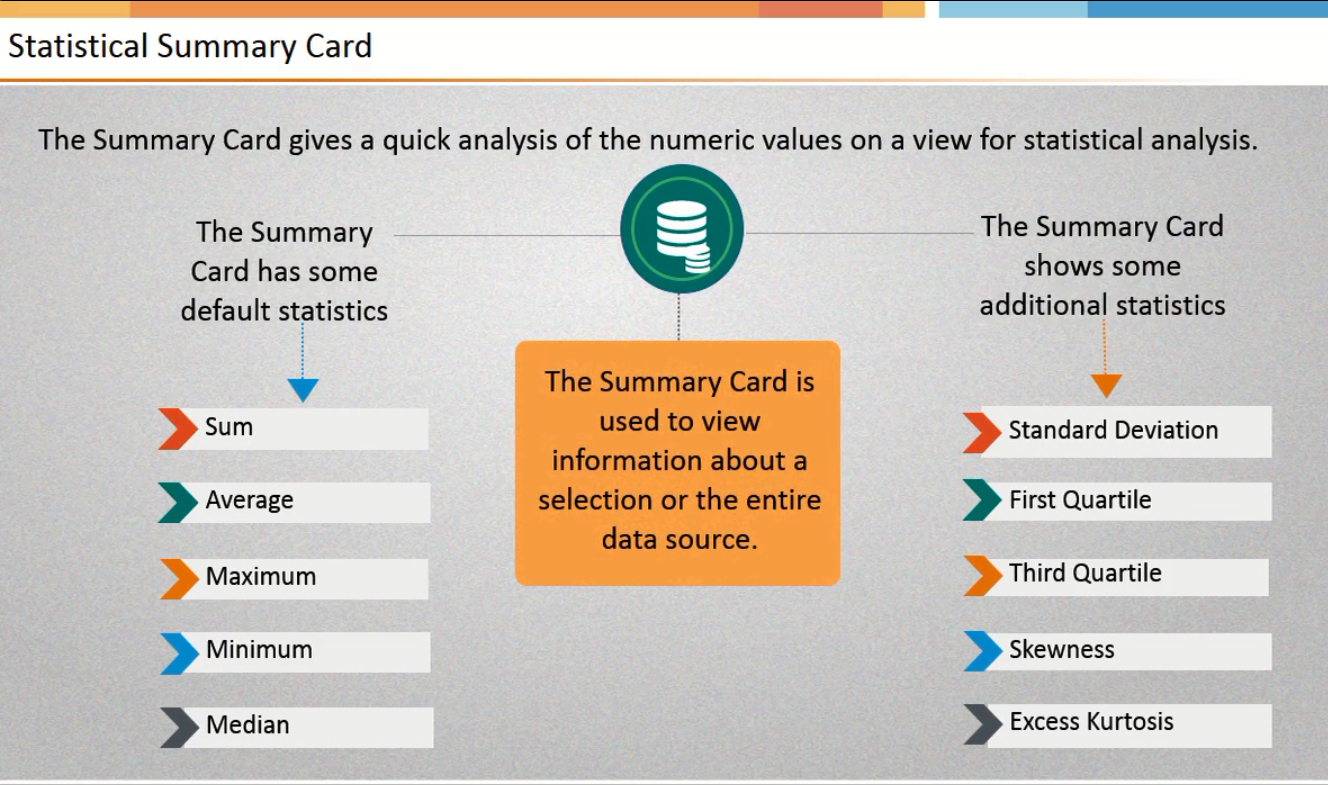 Statistical Summary Card
The Summary Card gives a quick analysis of the numeric values on a view for statistical analysis.
The Summary
Card has some
default statistics
Sum
Average
Maximum
Minimum
Median
The Summary Card is
used to view
information about a
selection or the entire
data source.
The Summary Card
shows some
additional statistics
Standard Deviation
First Quartile
Third Quartile
Skewness
Excess Kurtosis